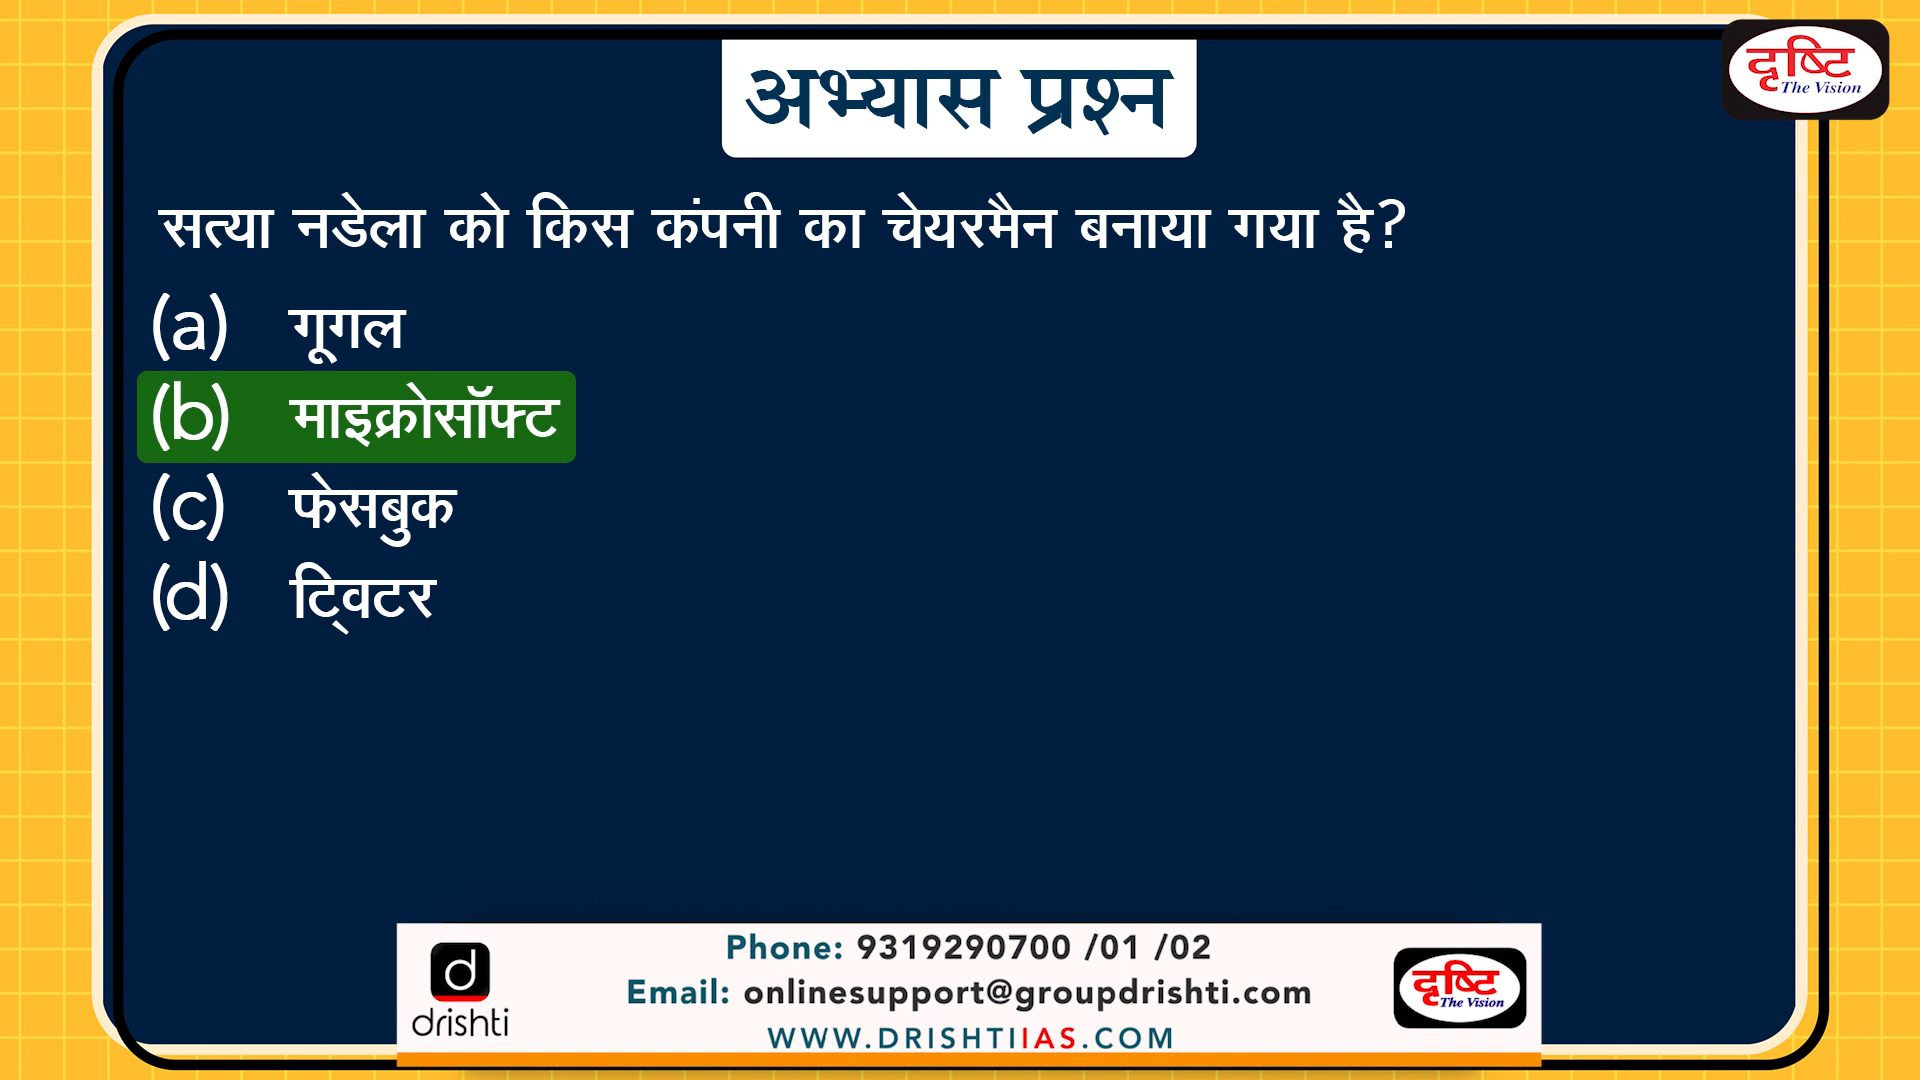 अभ्यास प्रश्न
दृष्टि
The Vision
सत्या नडेला को किस कंपनी का चेयरमैन बनाया गया है?
(a) गूगल
(b) माइक्रोसॉफ्ट
(c) फेसबुक
(d) ट्विटर
Phone: 9319290700 /01 /02
Email: onlinesupport@groupdrishti.com
WWW.DRISHTIIAS.COM
d
drishti
दृष्टि
The Vision